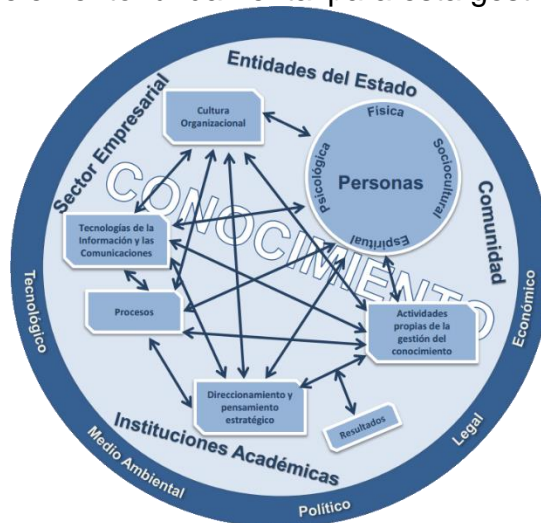 Entidades del Estado
Sector Empresarial
Cultura
Organizacional
Física
Psicológica
Sociocultural
Personas
Espiritual
Comunidad
CONOCIMIENTO
Tecnologías de la
Información y las
Comunicaciones
Tecnológico
Económico
Procesos
Actividades
propias de la
gestión del
conocimiento
Direccionamiento y
pensamiento
estratégico
Resultados
Instituciones Académicas
Medio Ambiental
Legal
Político